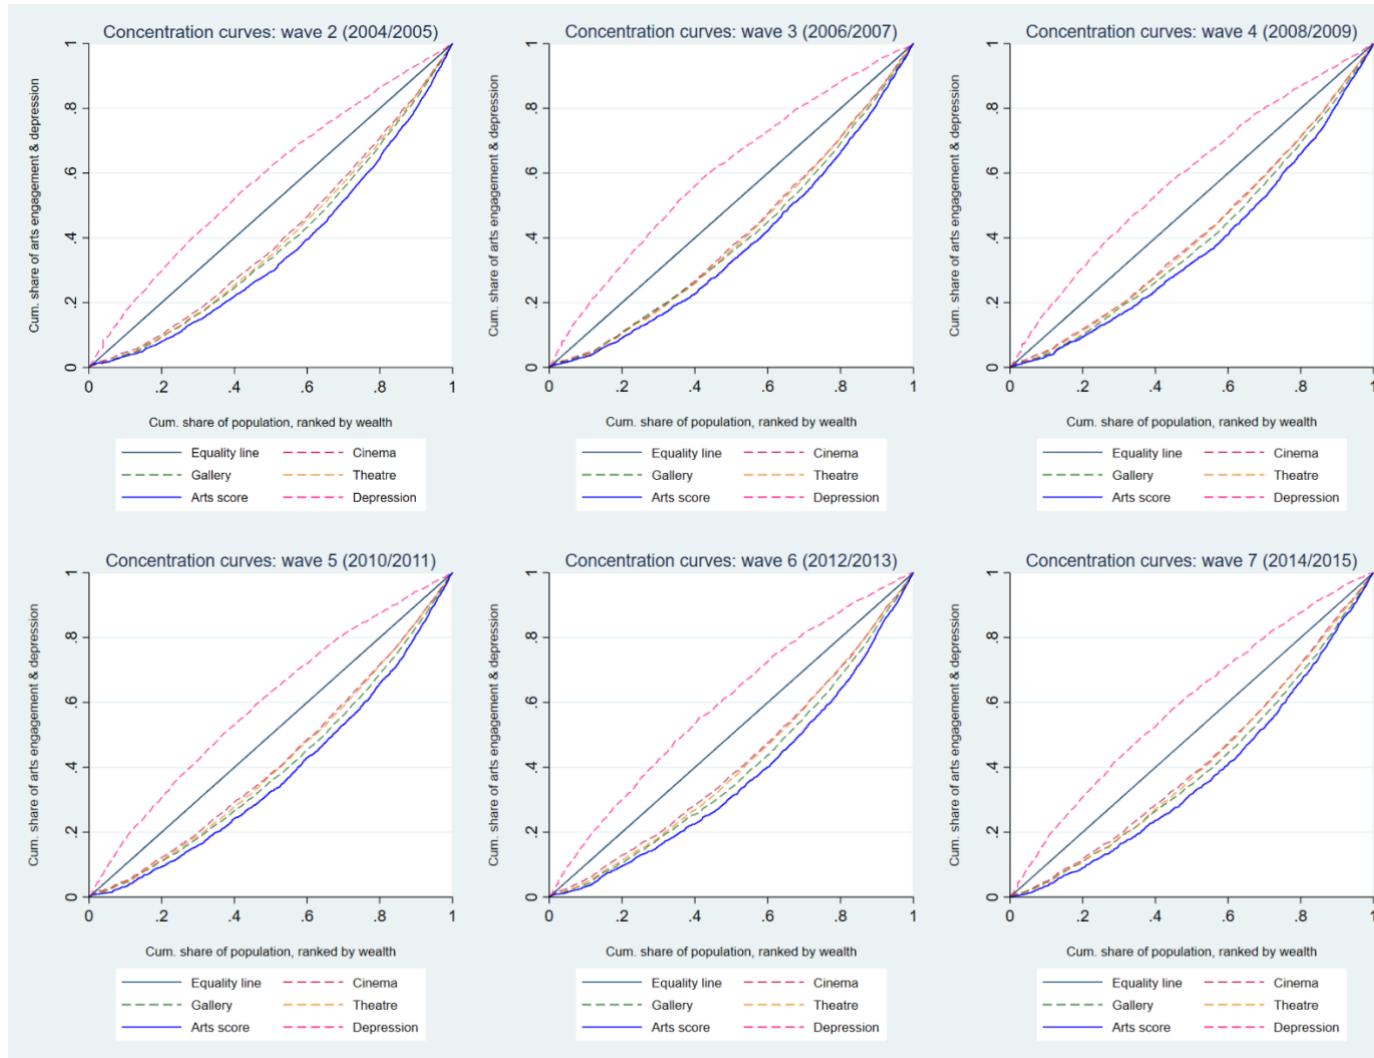 Concentration curves: wave 2 (2004/2005)
Cum. share of arts engagement & depression
1
.8
.6
.4
.2
0
0 .2 .4 .6 .8 1
Cum. share of population, ranked by wealth
Equality line Cinema
Gallery Theatre
Arts score Depression
Concentration curves: wave 3 (2006/2007)
Cum. share of arts engagement & depression
1
.8
.6
.4
.2
0
0 .2 .4 .6 .8 1
Cum. share of population, ranked by wealth
Equality line Cinema
Gallery Theatre
Arts score Depression
Concentration curves: wave 4 (2008/2009)
Cum. share of arts engagement & depression
1
.8
.6
.4
.2
0
0 .2 .4 .6 .8 1
Cum. share of population, ranked by wealth
Equality line Cinema
Gallery Theatre
Arts score Depression
Concentration curves: wave 5 (2010/2011)
Cum. share of arts engagement & depression
1
.8
.6
.4
.2
0
0 .2 .4 .6 .8 1
Cum. share of population, ranked by wealth
Equality line Cinema
Gallery Theatre
Arts score Depression
Concentration curves: wave 6 (2012/2013)
Cum. share of arts engagement & depression
1
.8
.6
.4
.2
0
0 .2 .4 .6 .8 1
Cum. share of population, ranked by wealth
Equality line Cinema
Gallery Theatre
Arts score Depression
Concentration curves: wave 7 (2014/2015)
Cum. share of arts engagement & depression
1
.8
.6
.4
.2
0
0 .2 .4 .6 .8 1
Cum. share of population, ranked by wealth
Equality line Cinema
Gallery Theatre
Arts score Depression